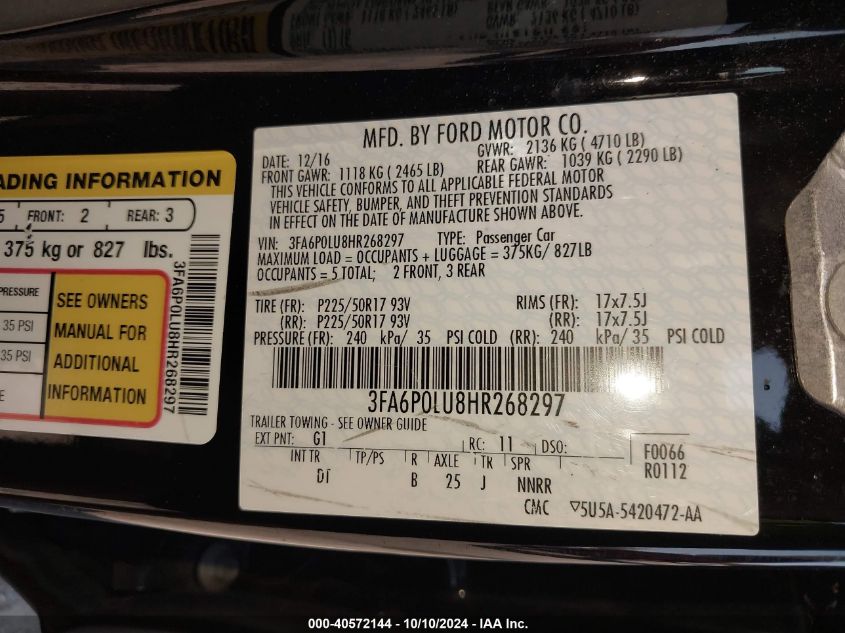 ADING INFORMATION
5 FRONT: 2 REAR: 3
375 kg or 827 lbs.
PRESSURE
35 PSI
35 PSI
SEE OWNERS
MANUAL FOR
ADDITIONAL
INFORMATION
3FA6P0LU8HR268297
MFD. BY FORD MOTOR CO.
DATE: 12/16 GVWR: 2136 KG ( 4710 LB)
FRONT GAWR: 1118 KG ( 2465 LB) REAR GAWR: 1039 KG ( 2290 LB)
THIS VEHICLE CONFORMS TO ALL APPLICABLE FEDERAL MOTOR
VEHICLE SAFETY, BUMPER, AND THEFT PREVENTION STANDARDS
IN EFFECT ON THE DATE OF MANUFACTURE SHOWN ABOVE.
VIN: 3FA6P0LU8HR268297 TYPE: Passenger Car
MAXIMUM LOAD = OCCUPANTS + LUGGAGE = 375KG/ 827LB
OCCUPANTS = 5 TOTAL; 2 FRONT, 3 REAR
TIRE (FR): P225/50R17 93V RIMS (FR): 17x7.5J
(RR): P225/50R17 93V (RR): 17x7.5J
PRESSURE (FR): 240 kPa/ 35 PSI COLD (RR): 240 kPa/ 35 PSI COLD
3FA6P0LU8HR268297
TRAILER TOWING - SEE OWNER GUIDE
EXT PNT: G1 RC: 11 DSO: F0066
INT TR TP/PS R AXLE TR SPR R0112
DT B 25 J NNRR
CMC 5U5A-5420472-AA
000-40572144 - 10/10/2024 - IAA Inc.